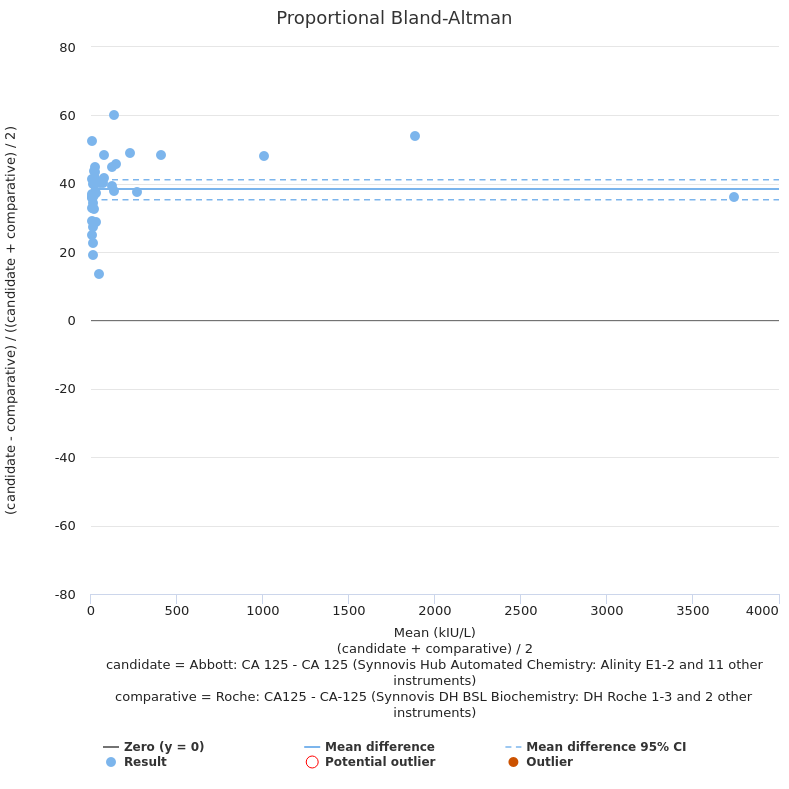 Proportional Bland-Altman
(candidate - comparative) / ((candidate + comparative) / 2)
80
60
40
20
0
-20
-40
-60
-80
0 500 1000 1500 2000 2500 3000 3500 4000
Mean (kIU/L)
(candidate + comparative) / 2
candidate = Abbott: CA 125 - CA 125 (Synnovis Hub Automated Chemistry: Alinity E1-2 and 11 other
instruments)
comparative = Roche: CA125 - CA-125 (Synnovis DH BSL Biochemistry: DH Roche 1-3 and 2 other
instruments)
Zero (y = 0) Mean difference Mean difference 95% CI
Result Potential outlier Outlier